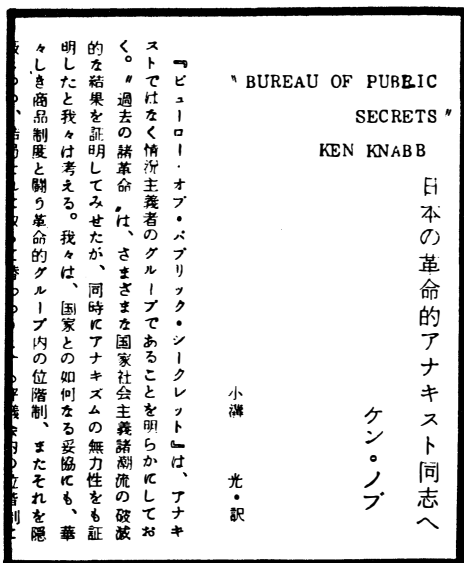 " BUREAU OF PUBLIC
SECRETS "
KEN KNABB
日本の革命的アナキスト同志へ
ケン・ノブ
小溝 光・訳
『ビューロー・オブ・パブリック・シークレット』は、アナキ
ストではなく情況主義者のグループであることを明らかにしてお
く。〝過去の諸革命〟は、さまざまな国家社会主義諸潮流の破滅
的な結果を証明してみせたが、同時にアナキズムの無力性をも証
明したと我々は考える。我々は、国家との如何なる妥協にも、華
々しき商品制度と闘う革命的グループ内の位階制、またそれを隠